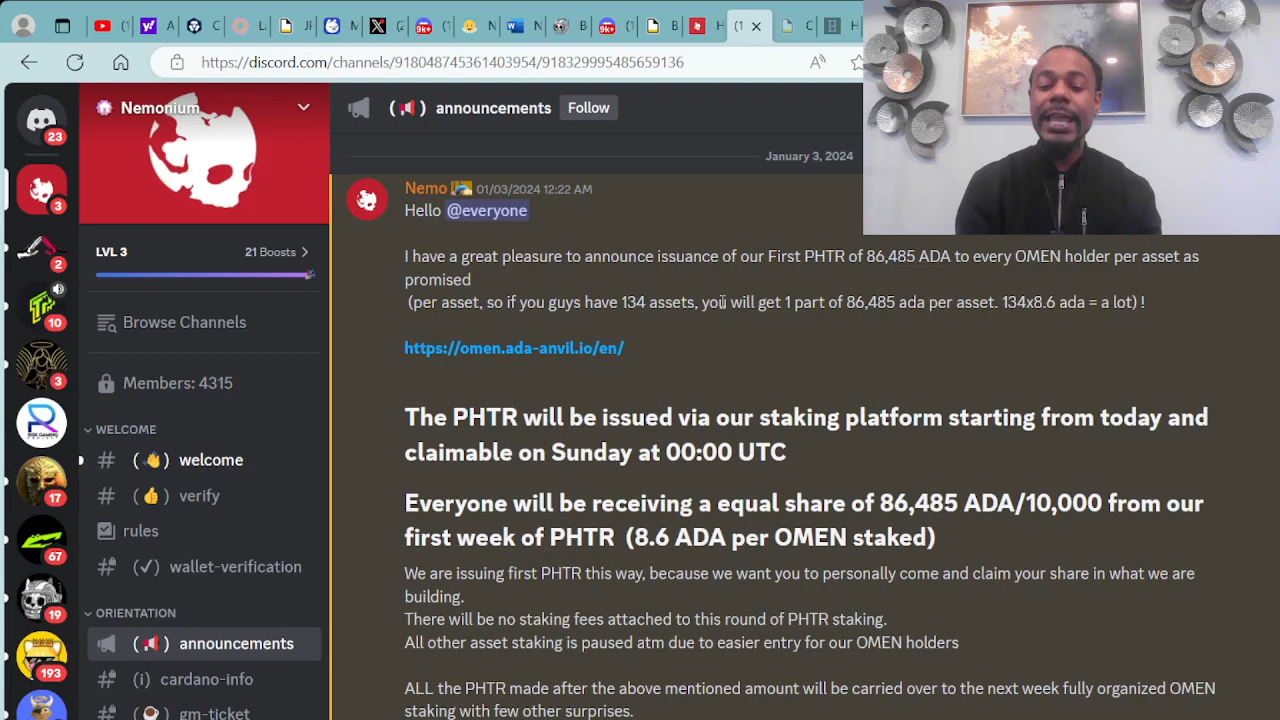 https://discord.com/channels/918048745361403954/918329995485659136
Nemonium
LVL 3
21 Boosts
Browse Channels
Members: 4315
WELCOME
welcome
verify
rules
wallet-verification
ORIENTATION
announcements
cardano-info
gm-ticket
23
3
2
10
3
17
67
19
193
announcements
Follow
January 3, 2024
Nemo 01/03/2024 12:22 AM
Hello @everyone
I have a great pleasure to announce issuance of our First PHTR of 86,485 ADA to every OMEN holder per asset as
promised
(per asset, so if you guys have 134 assets, you will get 1 part of 86,485 ada per asset. 134x8.6 ada = a lot) !
https://omen.ada-anvil.io/en/
The PHTR will be issued via our staking platform starting from today and
claimable on Sunday at 00:00 UTC
Everyone will be receiving a equal share of 86,485 ADA/10,000 from our
first week of PHTR (8.6 ADA per OMEN staked)
We are issuing first PHTR this way, because we want you to personally come and claim your share in what we are
building.
There will be no staking fees attached to this round of PHTR staking.
All other asset staking is paused atm due to easier entry for our OMEN holders
ALL the PHTR made after the above mentioned amount will be carried over to the next week fully organized OMEN
staking with few other surprises.